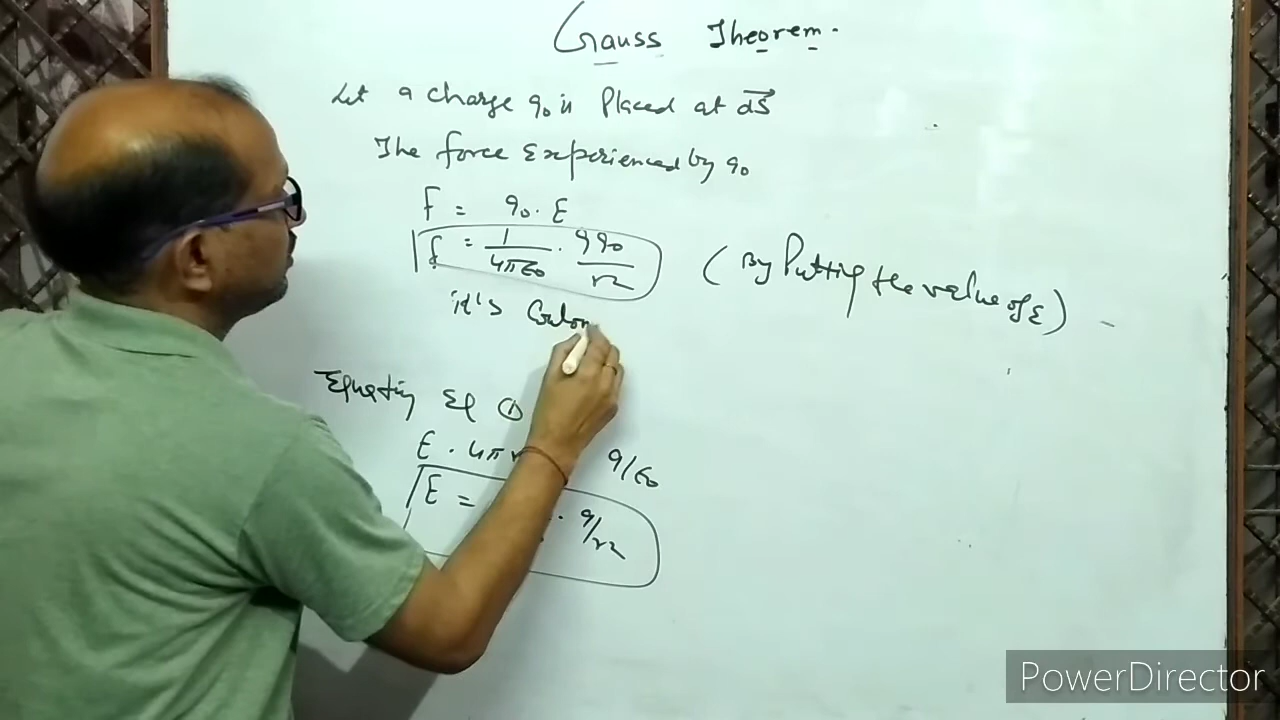 Gauss Theorem.
Let a charge q₀ is Placed at dS⃗
The force Experienced by q₀
F = q₀. E
F = 1/4πε₀ . qq₀/r2
(By Putting the value of E)
it's Coulom
Equating Eq ①
E . 4π q/ε₀
E = . q/r2
PowerDirector